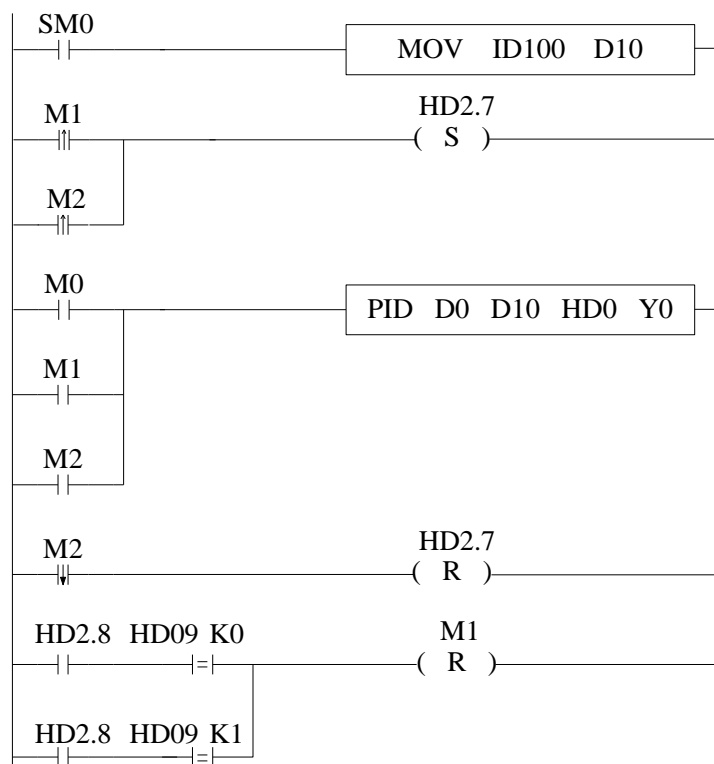 SM0
MOV ID100 D10
M1
HD2.7
( S )
M2
M0
PID D0 D10 HD0 Y0
M1
M2
M2
HD2.7
( R )
HD2.8 HD09 K0
M1
=
( R )
HD2.8 HD09 K1
=